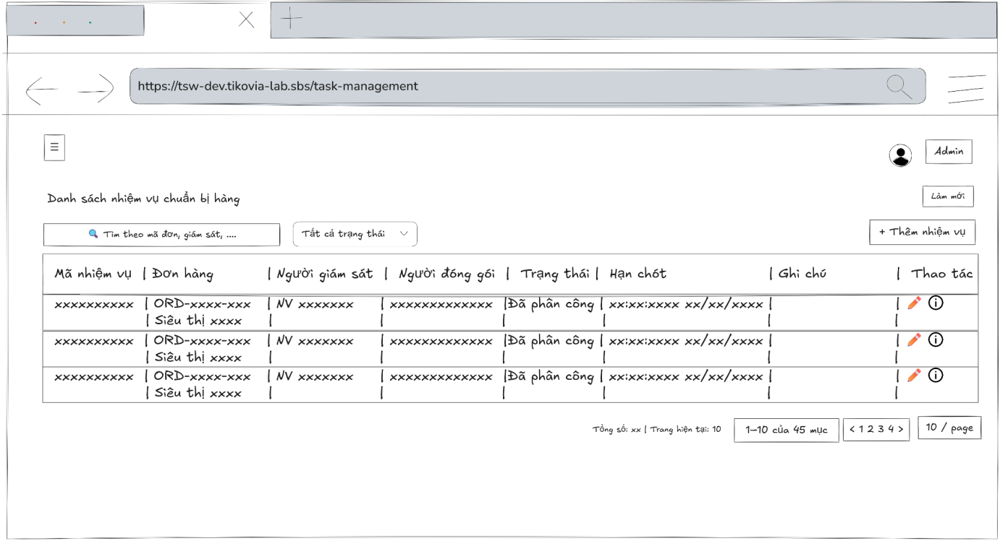 https://tsw-dev.tikovia-lab.sbs/task-management
Admin
Danh sách nhiệm vụ chuẩn bị hàng
Làm mới
Tìm theo mã đơn, giám sát, ....
Tất cả trạng thái
+ Thêm nhiệm vụ
Mã nhiệm vụ | Đơn hàng | Người giám sát | Người đóng gói | Trạng thái | Hạn chót | Ghi chú | Thao tác
xxxxxxxxxx | ORD-xxxx-xxx | NV xxxxxxx | xxxxxxxxxxxxx |Đã phân công | xx:xx:xxxx xx/xx/xxxx | |
| Siêu thị xxxx | | | | | |
xxxxxxxxxx | ORD-xxxx-xxx | NV xxxxxxx | xxxxxxxxxxxxx |Đã phân công | xx:xx:xxxx xx/xx/xxxx | |
| Siêu thị xxxx | | | | | |
xxxxxxxxxx | ORD-xxxx-xxx | NV xxxxxxx | xxxxxxxxxxxxx |Đã phân công | xx:xx:xxxx xx/xx/xxxx | |
| Siêu thị xxxx | | | | | |
Tổng số: xx | Trang hiện tại: 10
1–10 của 45 mục
< 1 2 3 4 >
10 / page